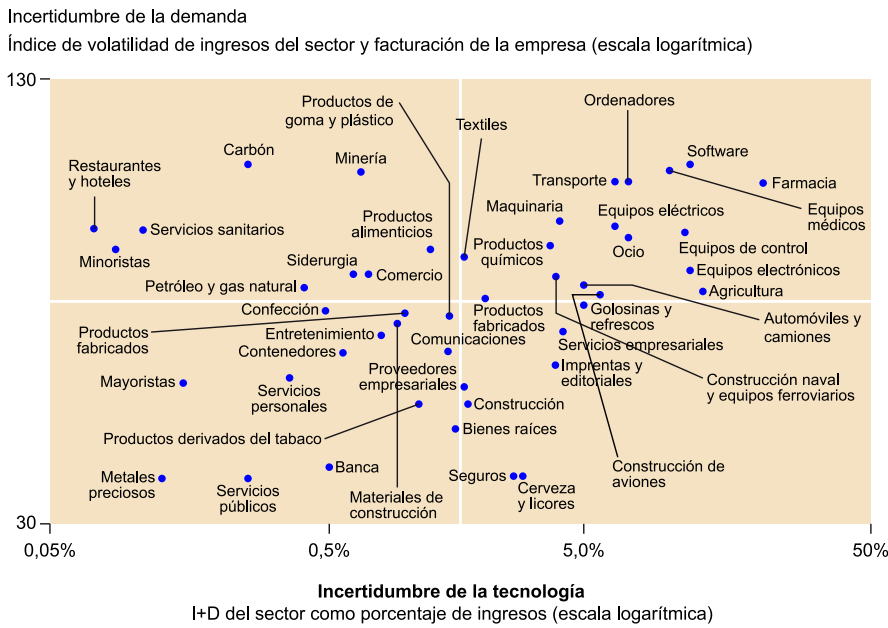 Incertidumbre de la demanda
Índice de volatilidad de ingresos del sector y facturación de la empresa (escala logarítmica)
130
Productos de
goma y plástico
Ordenadores
Textiles
Carbón
Minería
Software
Restaurantes
y hoteles
Transporte
Farmacia
Equipos
médicos
Maquinaria
Equipos eléctricos
Servicios sanitarios
Productos
alimenticios
Minoristas
Productos
químicos
Ocio
Equipos de control
Siderurgia
Comercio
Equipos electrónicos
Petróleo y gas natural
Agricultura
Confección
Productos
fabricados
Golosinas y
refrescos
Automóviles y
camiones
Productos
fabricados
Entretenimiento
Comunicaciones
Servicios empresariales
Contenedores
Proveedores
empresariales
Imprentas y
editoriales
Mayoristas
Servicios
personales
Construcción naval
y equipos ferroviarios
Construcción
Productos derivados del tabaco
Bienes raíces
Banca
Seguros
Construcción de
aviones
Metales
preciosos
Servicios
públicos
Materiales de
construcción
Cerveza
y licores
30
0,05%
0,5%
5,0%
50%
Incertidumbre de la tecnología
I+D del sector como porcentaje de ingresos (escala logarítmica)